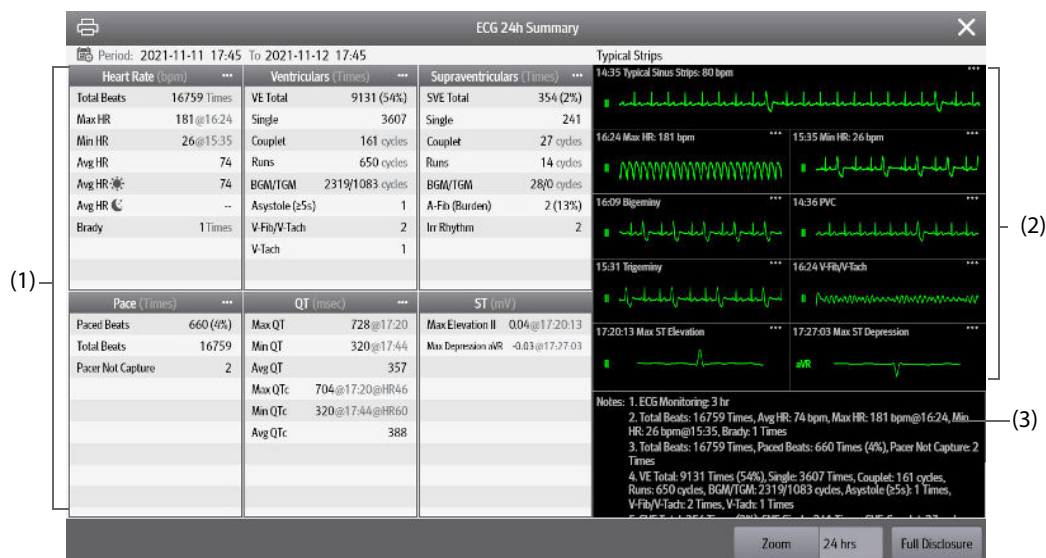 ECG 24h Summary
Period: 2021-11-11 17:45 To 2021-11-12 17:45
Heart Rate (bpm) •••
Total Beats 16759 Times
Max HR 181@16:24
Min HR 26@15:35
Avg HR 74
Avg HR 74
Avg HR --
Brady 1 Times
Ventriculars (Times) •••
VE Total 9131 (54%)
Single 3607
Couplet 161 cycles
Runs 650 cycles
BGM/TGM 2319/1083 cycles
Asystole (≥5s) 1
V-Fib/V-Tach 2
V-Tach 1
Supraventriculars (Times) •••
SVE Total 354 (2%)
Single 241
Couplet 27 cycles
Runs 14 cycles
BGM/TGM 28/0 cycles
A-Fib (Burden) 2 (13%)
Irr Rhythm 2
Pace (Times) •••
Paced Beats 660 (4%)
Total Beats 16759
Pacer Not Capture 2
QT (msec) •••
Max QT 728@17:20
Min QT 320@17:44
Avg QT 357
Max QTc 704@17:20@HR46
Min QTc 320@17:44@HR60
Avg QTc 388
ST (mV)
Max Elevation II 0.04@17:20:13
Max Depression aVR -0.03@17:27:03
Typical Strips
14:35 Typical Sinus Strips: 80 bpm •••
II
16:24 Max HR: 181 bpm •••
II
15:35 Min HR: 26 bpm •••
II
16:09 Bigeminy •••
II
14:36 PVC •••
II
15:31 Trigeminy •••
II
16:24 V-Fib/V-Tach •••
II
17:20:13 Max ST Elevation •••
II
17:27:03 Max ST Depression •••
aVR
Notes: 1. ECG Monitoring: 3 hr
2. Total Beats: 16759 Times, Avg HR: 74 bpm, Max HR: 181 bpm@16:24, Min
HR: 26 bpm@15:35, Brady: 1 Times
3. Total Beats: 16759 Times, Paced Beats: 660 Times (4%), Pacer Not Capture: 2
Times
4. VE Total: 9131 Times (54%), Single: 3607 Times, Couplet: 161 cycles,
Runs: 650 cycles, BGM/TGM: 2319/1083 cycles, Asystole (≥5s): 1 Times,
V-Fib/V-Tach: 2 Times, V-Tach: 1 Times
Zoom 24 hrs Full Disclosure
(1)
(2)
(3)